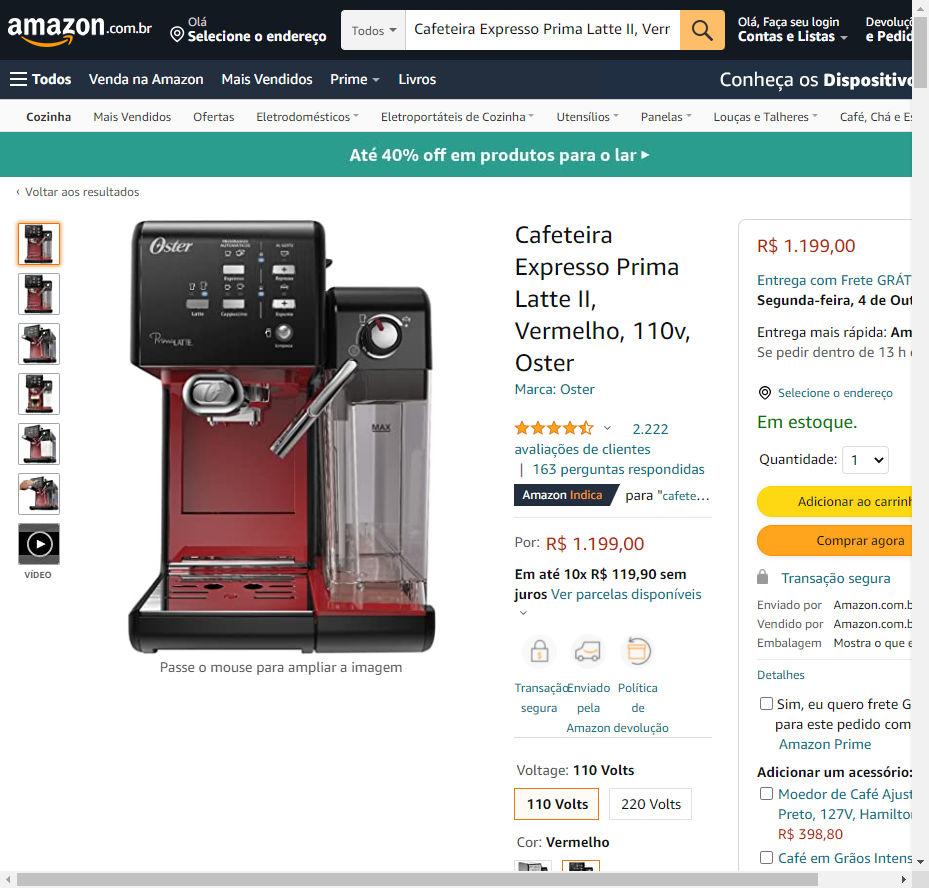 amazon.com.br
Olá
Selecione o endereço
Todos
Cafeteira Expresso Prima Latte II, Verr
Olá, Faça seu login
Contas e Listas
Devoluç
e Pedid
Todos
Venda na Amazon
Mais Vendidos
Prime
Livros
Conheça os Dispositivo
Cozinha
Mais Vendidos
Ofertas
Eletrodomésticos
Eletroportáteis de Cozinha
Utensílios
Panelas
Louças e Talheres
Café, Chá e Es
Até 40% off em produtos para o lar
‹ Voltar aos resultados
Oster
PROGRAMAS
AUTOMÁTICOS
Espresso
Latte
Cappuccino
Espuma
Limpeza
PrimaLATTE
MAX
VÍDEO
Passe o mouse para ampliar a imagem
Cafeteira
Expresso Prima
Latte II,
Vermelho, 110v,
Oster
Marca: Oster
2.222
avaliações de clientes
| 163 perguntas respondidas
Amazon Indica para "cafete…
Por: R$ 1.199,00
Em até 10x R$ 119,90 sem
juros Ver parcelas disponíveis
Transação
segura
Enviado
pela
Amazon
Política
de
devolução
Voltage: 110 Volts
110 Volts
220 Volts
Cor: Vermelho
R$ 1.199,00
Entrega com Frete GRÁT
Segunda-feira, 4 de Out
Entrega mais rápida: Am
Se pedir dentro de 13 h
Selecione o endereço
Em estoque.
Quantidade: 1
Adicionar ao carrinh
Comprar agora
Transação segura
Enviado por Amazon.com.b
Vendido por Amazon.com.b
Embalagem Mostra o que e
Detalhes
Sim, eu quero frete G
para este pedido com
Amazon Prime
Adicionar um acessório:
Moedor de Café Ajust
Preto, 127V, Hamilto
R$ 398,80
Café em Grãos Intens